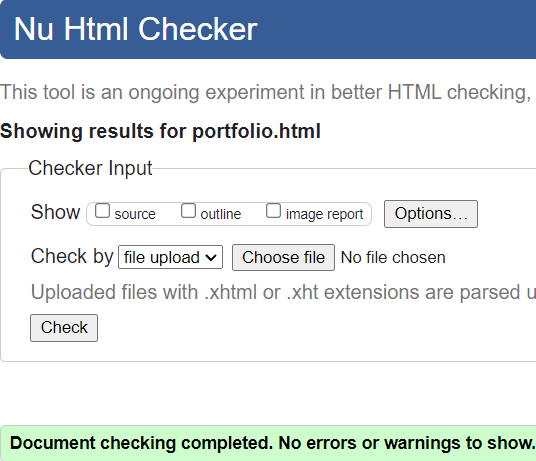 Nu Html Checker
This tool is an ongoing experiment in better HTML checking,
Showing results for portfolio.html
Checker Input
Show source outline image report Options…
Check by file upload Choose file No file chosen
Uploaded files with .xhtml or .xht extensions are parsed u
Check
Document checking completed. No errors or warnings to show.